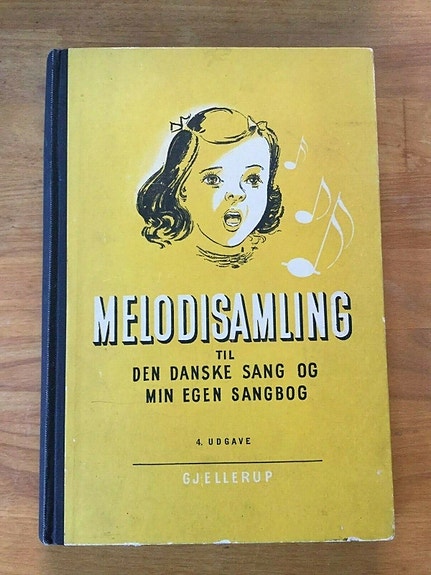 MELODISAMLING
TIL
DEN DANSKE SANG OG
MIN EGEN SANGBOG
4. UDGAVE
GJELLERUP